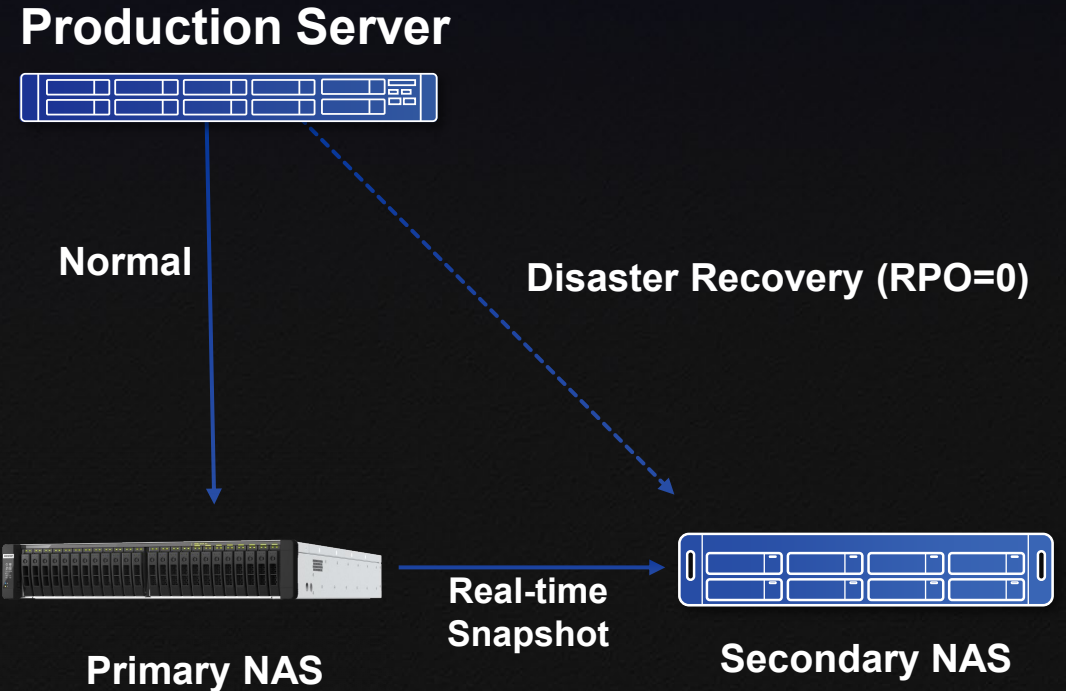 Production Server
Normal
Disaster Recovery (RPO=0)
Real-time
Snapshot
Primary NAS
Secondary NAS